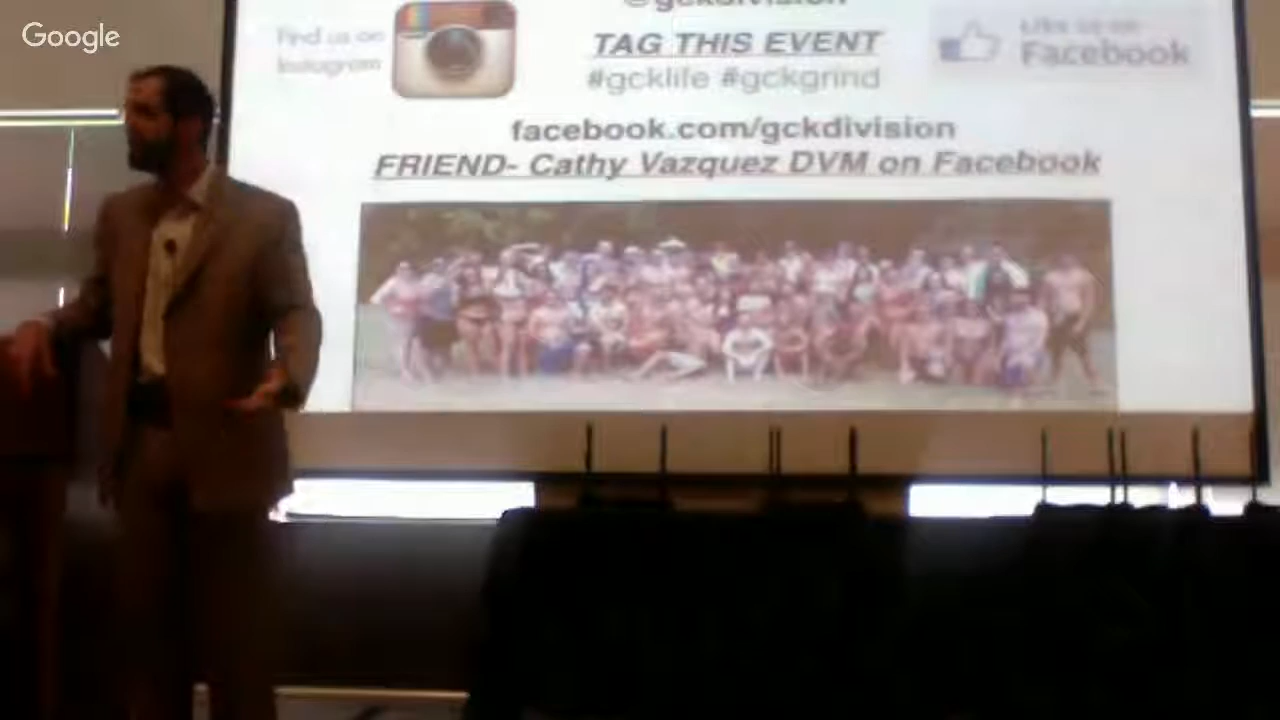 Google
@gckdivision
Find us on
Instagram
TAG THIS EVENT
#gcklife #gckgrind
Like us on
Facebook
facebook.com/gckdivision
FRIEND- Cathy Vazquez DVM on Facebook